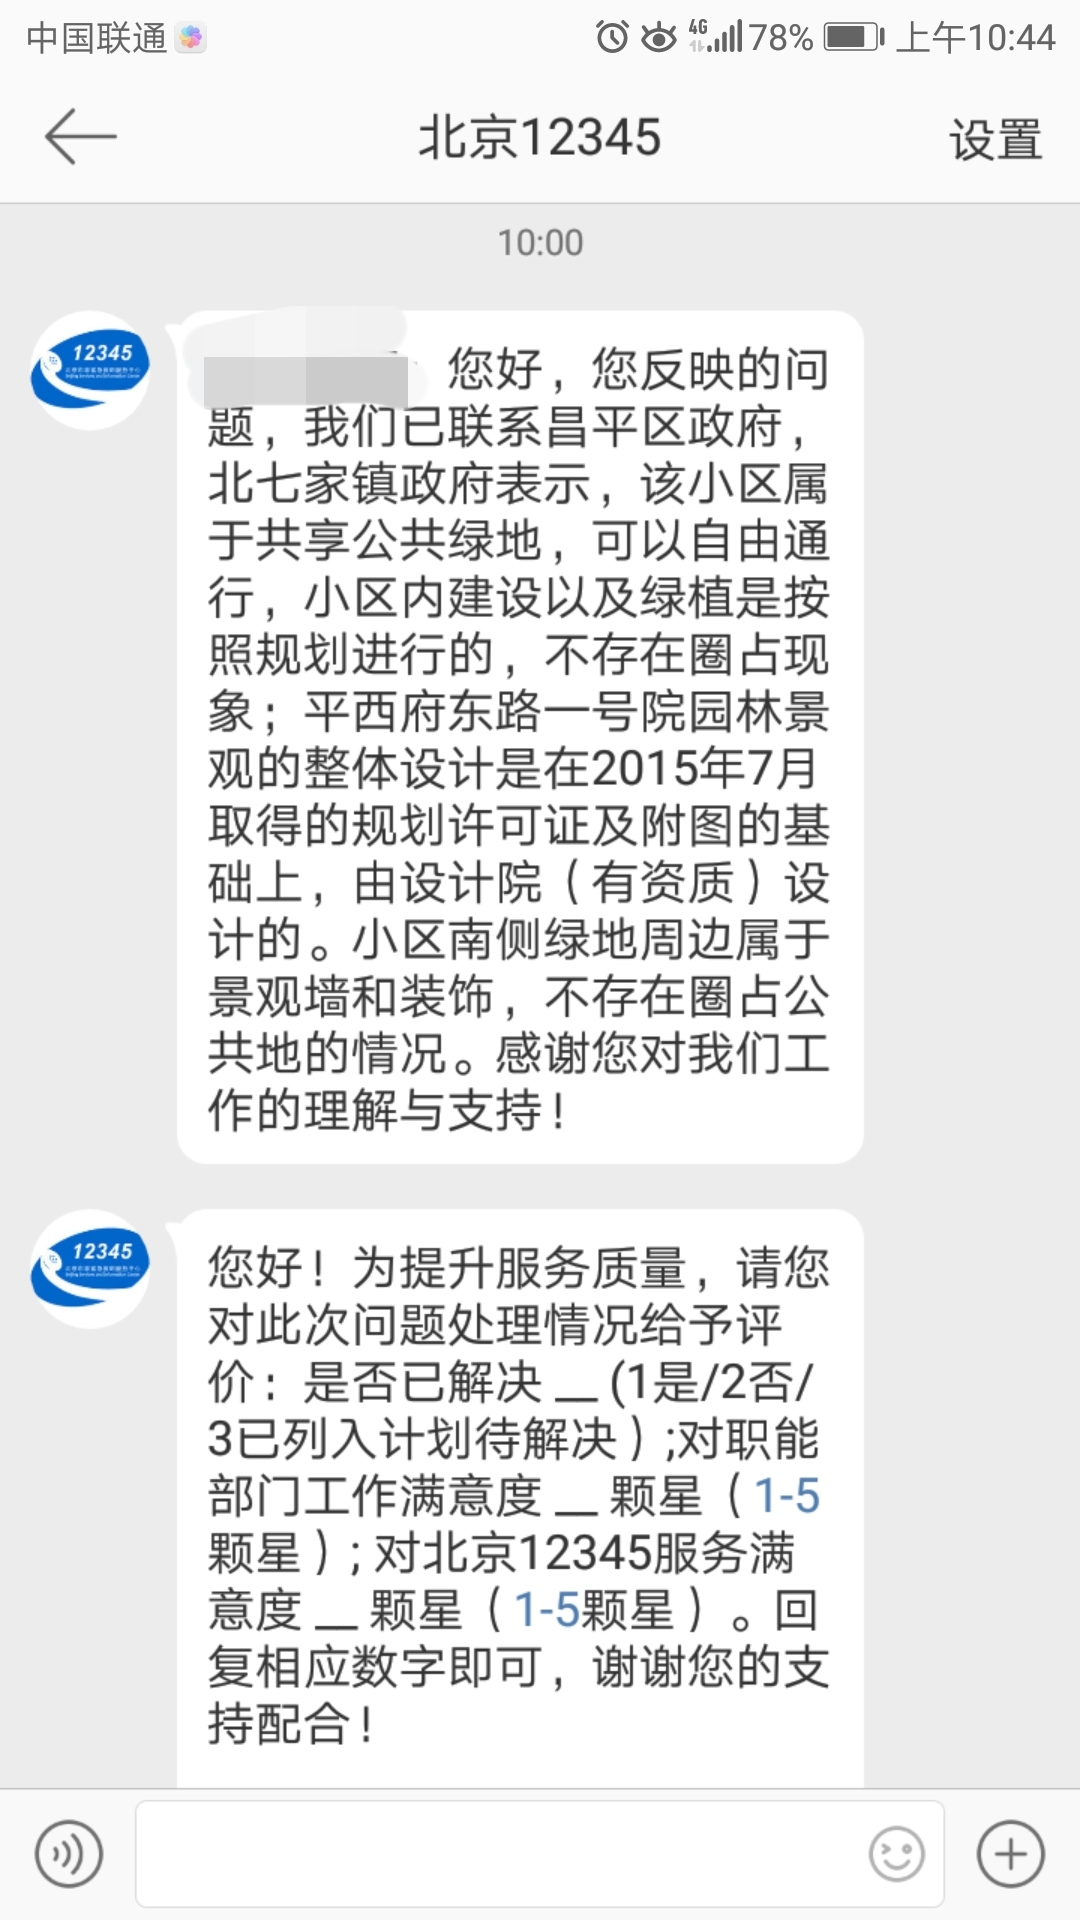 中国联通
4G
78%
上午10:44
北京12345
设置
10:00
12345
您好，您反映的问
题，我们已联系昌平区政府，
北七家镇政府表示，该小区属
于共享公共绿地，可以自由通
行，小区内建设以及绿植是按
照规划进行的，不存在圈占现
象；平西府东路一号院园林景
观的整体设计是在2015年7月
取得的规划许可证及附图的基
础上，由设计院（有资质）设
计的。小区南侧绿地周边属于
景观墙和装饰，不存在圈占公
共地的情况。感谢您对我们工
作的理解与支持！
12345
您好！为提升服务质量，请您
对此次问题处理情况给予评
价：是否已解决＿(1是/2否/
3已列入计划待解决）;对职能
部门工作满意度＿颗星（1-5
颗星）; 对北京12345服务满
意度＿颗星（1-5颗星）。回
复相应数字即可，谢谢您的支
持配合！